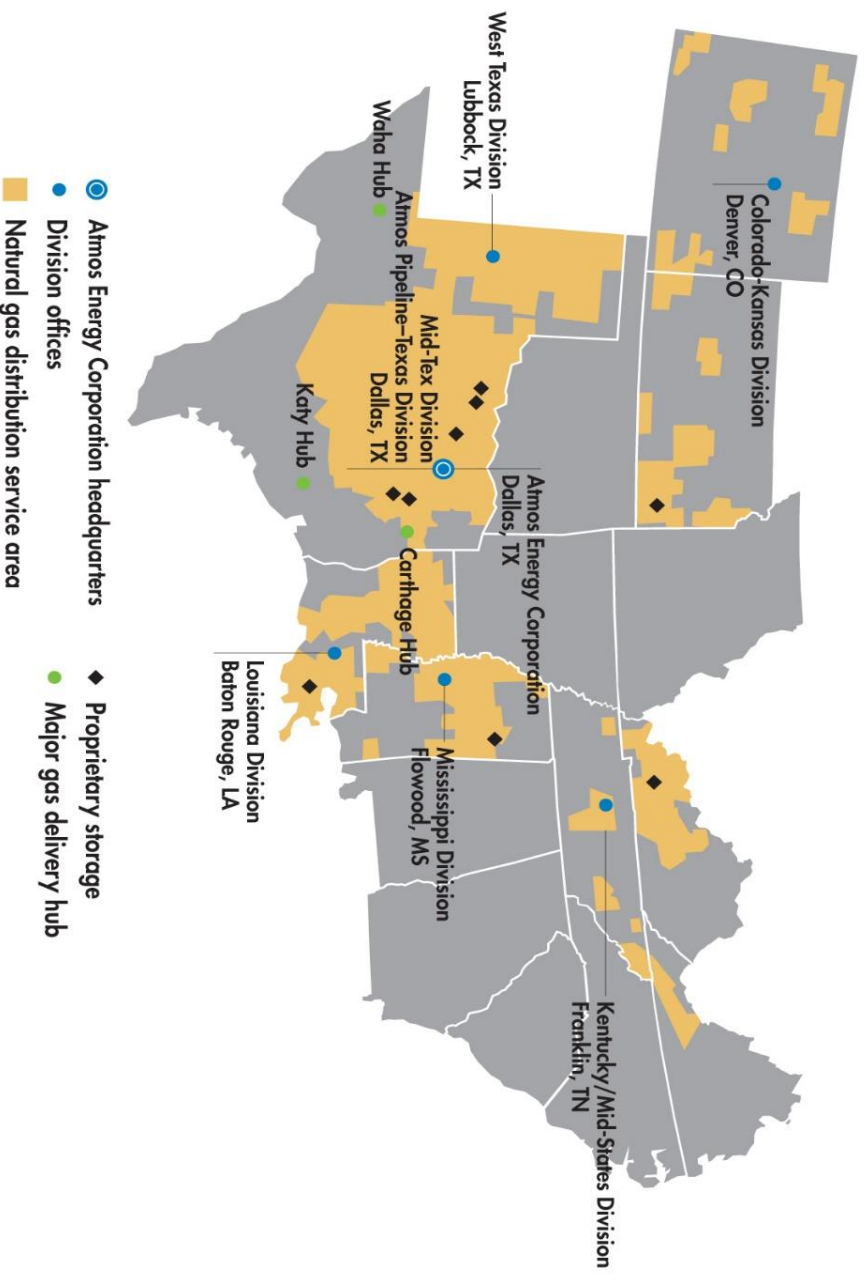 Colorado-Kansas Division
Denver, CO
West Texas Division
Lubbock, TX
Atmos Energy Corporation
Dallas, TX
Mid-Tex Division
Atmos Pipeline–Texas Division
Dallas, TX
Waha Hub
Katy Hub
Carthage Hub
Kentucky/Mid-States Division
Franklin, TN
Mississippi Division
Flowood, MS
Louisiana Division
Baton Rouge, LA
Atmos Energy Corporation headquarters
Division offices
Natural gas distribution service area
Proprietary storage
Major gas delivery hub